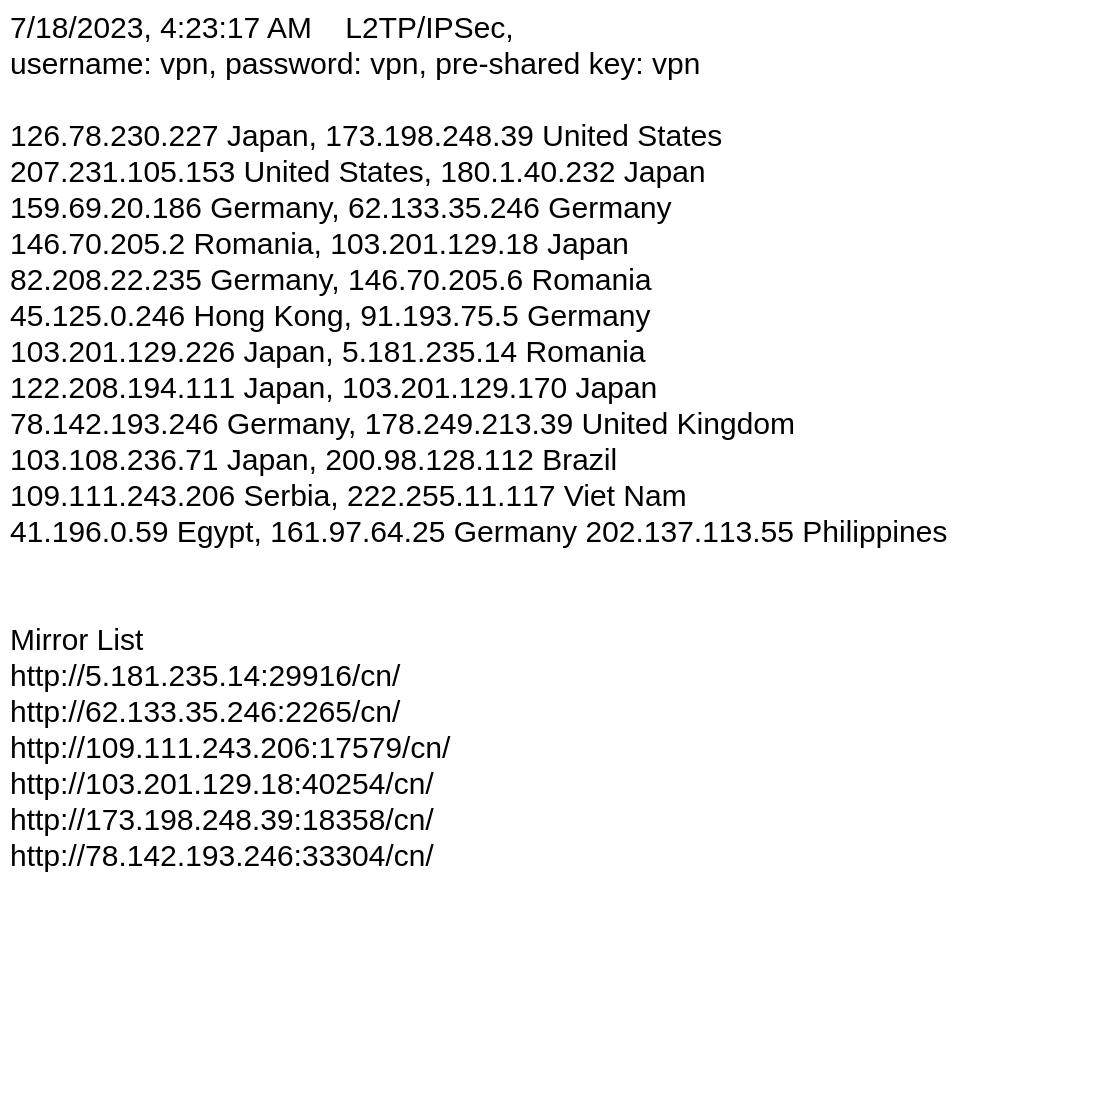 7/18/2023, 4:23:17 AM    L2TP/IPSec,
username: vpn, password: vpn, pre-shared key: vpn
126.78.230.227 Japan, 173.198.248.39 United States
207.231.105.153 United States, 180.1.40.232 Japan
159.69.20.186 Germany, 62.133.35.246 Germany
146.70.205.2 Romania, 103.201.129.18 Japan
82.208.22.235 Germany, 146.70.205.6 Romania
45.125.0.246 Hong Kong, 91.193.75.5 Germany
103.201.129.226 Japan, 5.181.235.14 Romania
122.208.194.111 Japan, 103.201.129.170 Japan
78.142.193.246 Germany, 178.249.213.39 United Kingdom
103.108.236.71 Japan, 200.98.128.112 Brazil
109.111.243.206 Serbia, 222.255.11.117 Viet Nam
41.196.0.59 Egypt, 161.97.64.25 Germany 202.137.113.55 Philippines
Mirror List
http://5.181.235.14:29916/cn/
http://62.133.35.246:2265/cn/
http://109.111.243.206:17579/cn/
http://103.201.129.18:40254/cn/
http://173.198.248.39:18358/cn/
http://78.142.193.246:33304/cn/